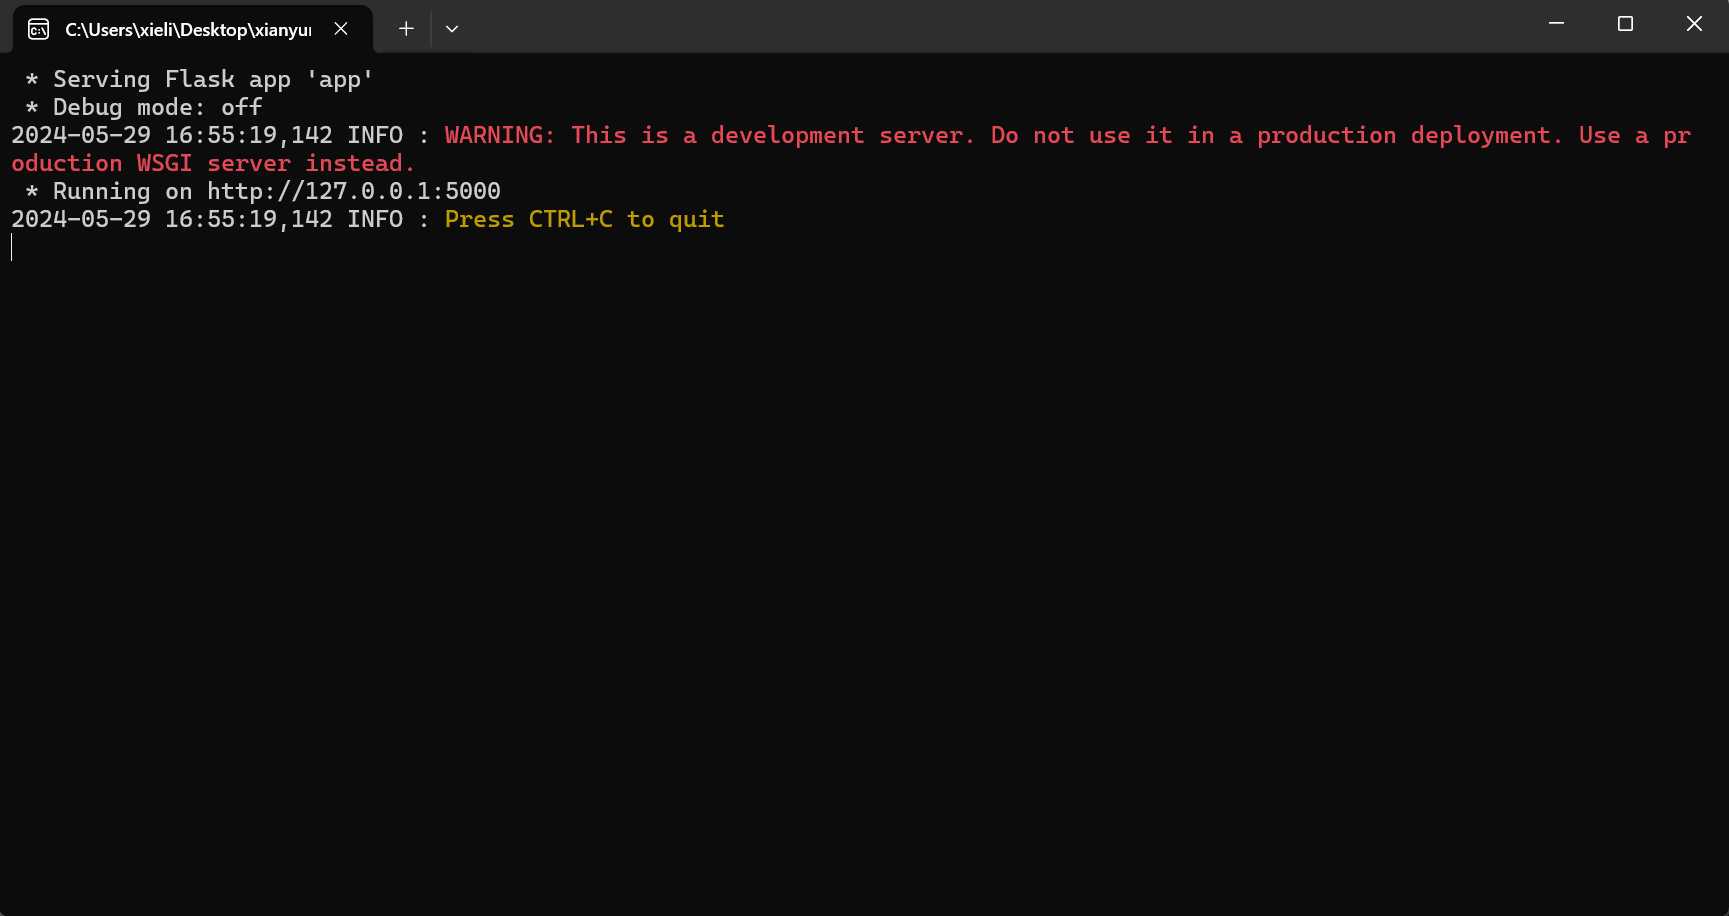 C:\Users\xieli\Desktop\xianyu
* Serving Flask app 'app'
* Debug mode: off
2024-05-29 16:55:19,142 INFO : WARNING: This is a development server. Do not use it in a production deployment. Use a pr
oduction WSGI server instead.
* Running on http://127.0.0.1:5000
2024-05-29 16:55:19,142 INFO : Press CTRL+C to quit